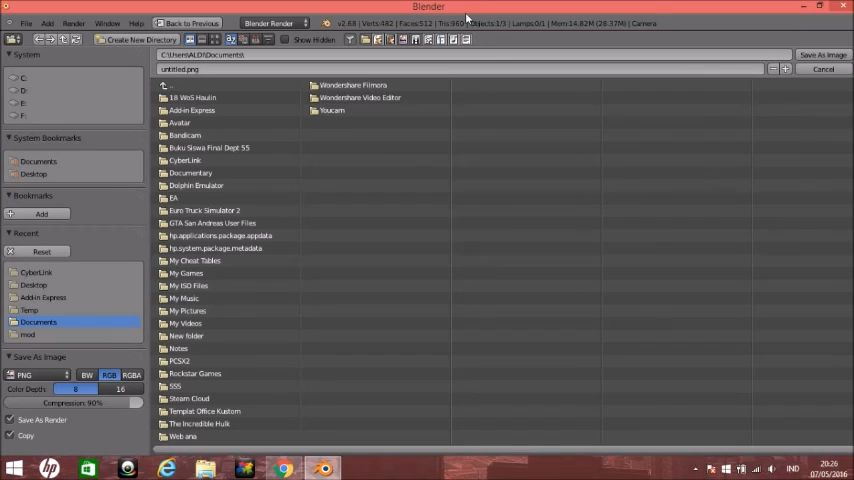 Blender
File Add Render Window Help Back to Previous Blender Render v2.68 | Verts:482 | Faces:512 | Tris:960 | Objects:1/3 | Lamps:0/1 | Mem:14.82M (28.37M) | Camera
Create New Directory Show Hidden
System
C:
D:
E:
F:
System Bookmarks
Documents
Desktop
Bookmarks
Add
Recent
Reset
CyberLink
Desktop
Add-in Express
Temp
Documents
mod
Save As Image
PNG BW RGB RGBA
Color Depth: 8 16
Compression: 90%
Save As Render
Copy
C:\Users\ALDI\Documents\ Save As Image
untitled.png Cancel
..
18 WoS Haulin
Add-in Express
Avatar
Bandicam
Buku Siswa Final Dept 55
CyberLink
Documentary
Dolphin Emulator
EA
Euro Truck Simulator 2
GTA San Andreas User Files
hp.applications.package.appdata
hp.system.package.metadata
My Cheat Tables
My Games
My ISO Files
My Music
My Pictures
My Videos
New folder
Notes
PCSX2
Rockstar Games
Steam Cloud
Templat Office Kustom
The Incredible Hulk
Web ana
Wondershare Filmora
Wondershare Video Editor
Youcam
IND
20:26
07/05/2016